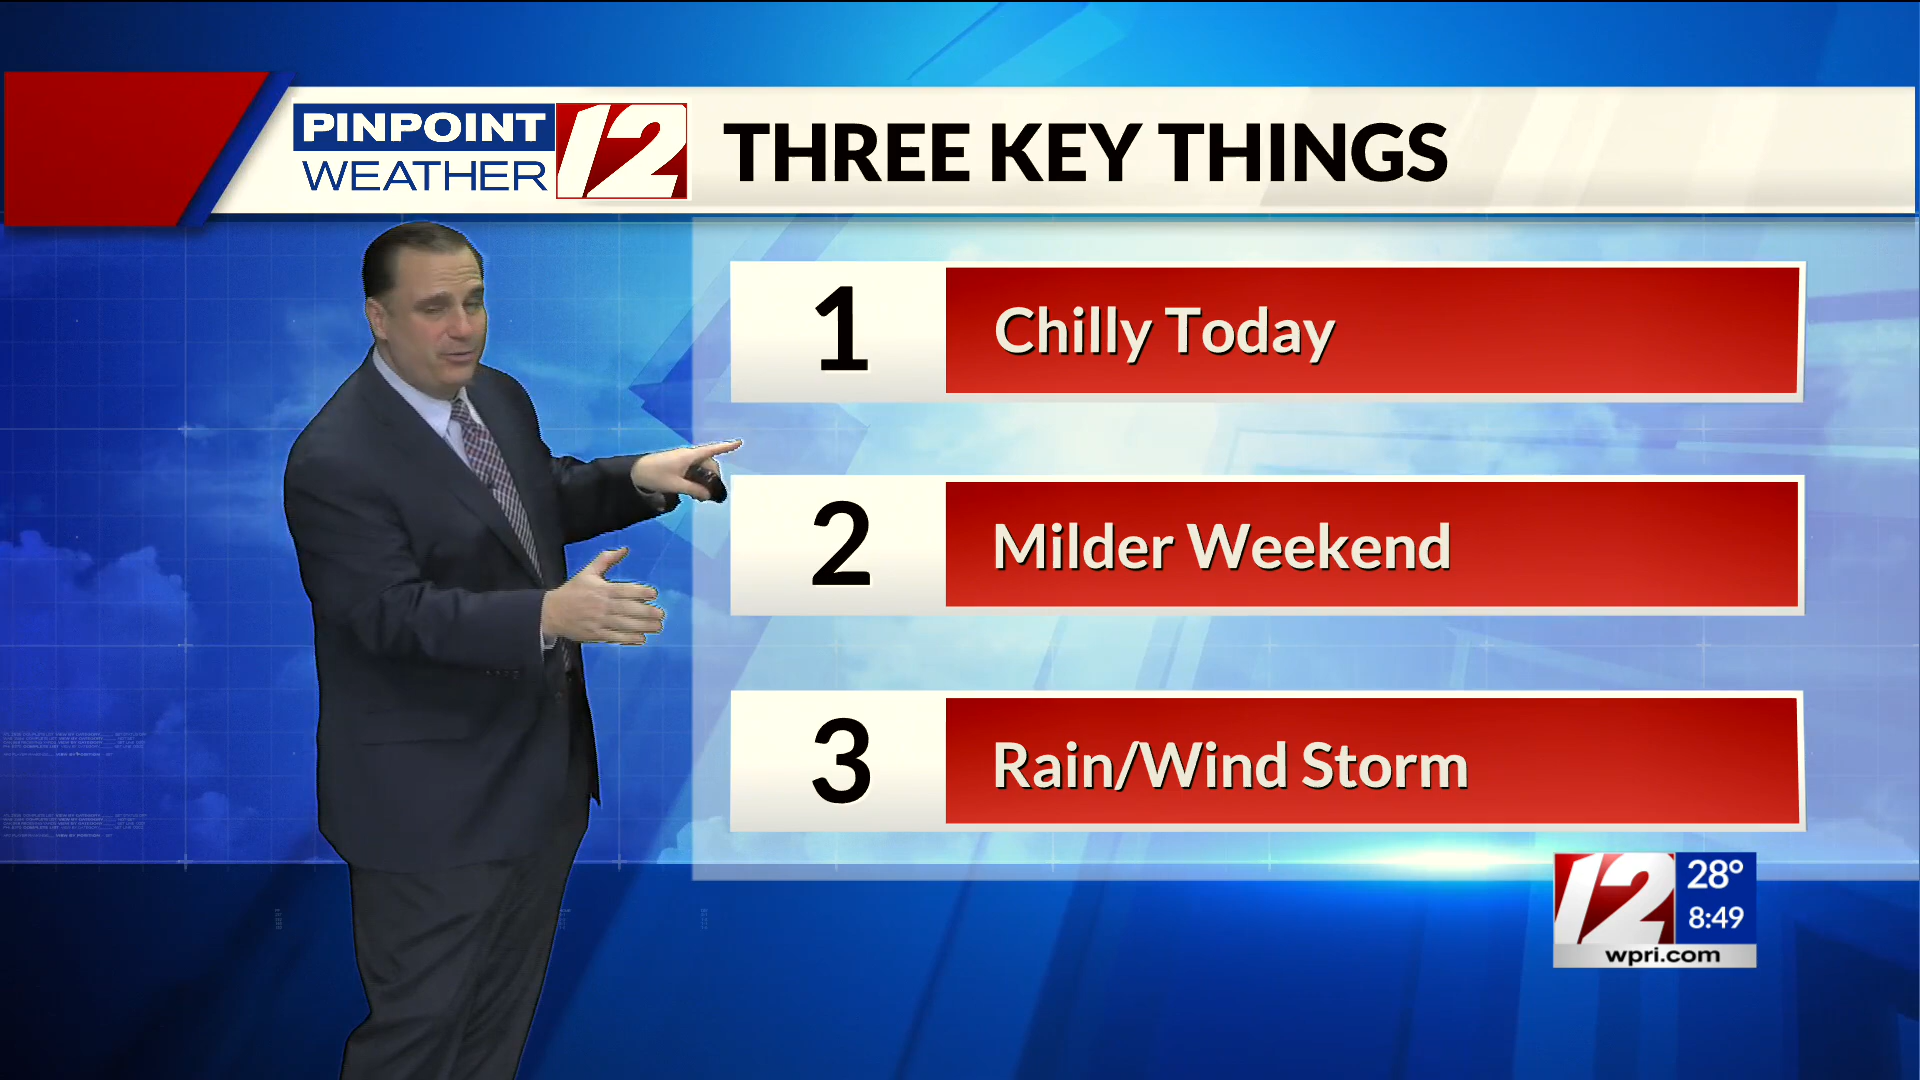 PINPOINT
WEATHER
12
THREE KEY THINGS
1
Chilly Today
2
Milder Weekend
3
Rain/Wind Storm
12
28°
8:49
wpri.com